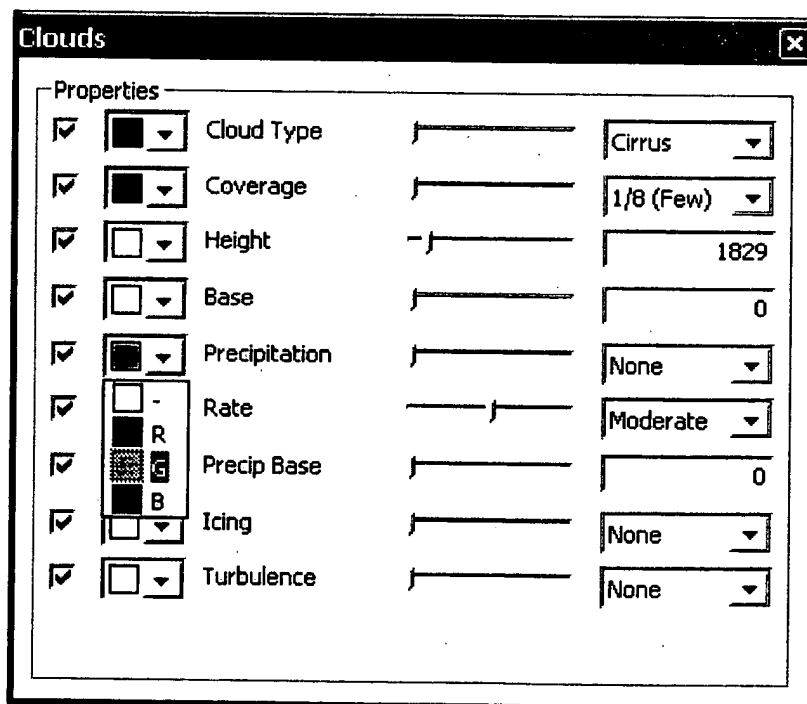 Clouds
Properties
Cloud Type Cirrus
Coverage 1/8 (Few)
Height 1829
Base 0
Precipitation None
-
Rate Moderate
R
G Precip Base 0
B
Icing None
Turbulence None